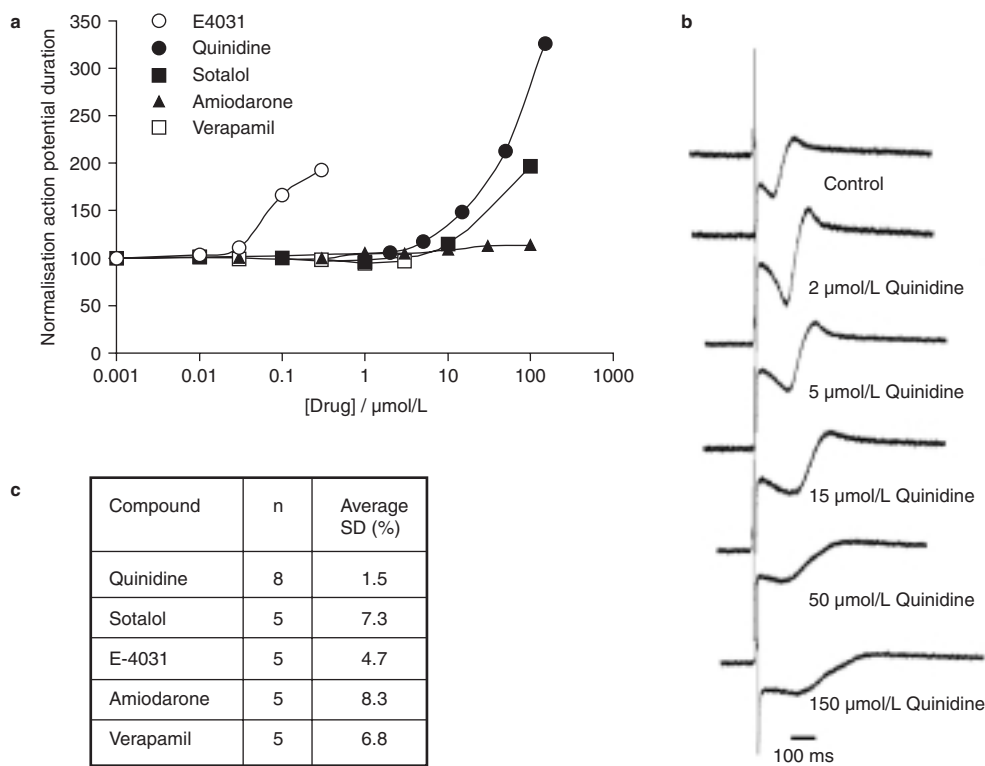 a
350
300
250
200
150
100
50
0
Normalisation action potential duration
E4031
Quinidine
Sotalol
Amiodarone
Verapamil
0.001 0.01 0.1 1 10 100 1000
[Drug] / μmol/L
b
Control
2 μmol/L Quinidine
5 μmol/L Quinidine
15 μmol/L Quinidine
50 μmol/L Quinidine
150 μmol/L Quinidine
100 ms
c
Compound n Average
SD (%)
Quinidine 8 1.5
Sotalol 5 7.3
E-4031 5 4.7
Amiodarone 5 8.3
Verapamil 5 6.8